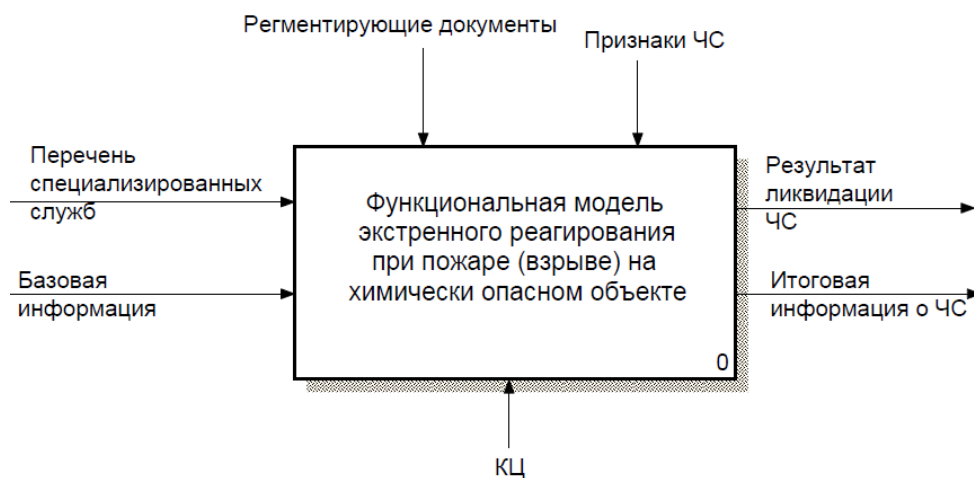 Регментирующие документы
Признаки ЧС
Перечень
специализированных
служб
Базовая
информация
Функциональная модель
экстренного реагирования
при пожаре (взрыве) на
химически опасном объекте
0
Результат
ликвидации
ЧС
Итоговая
информация о ЧС
КЦ